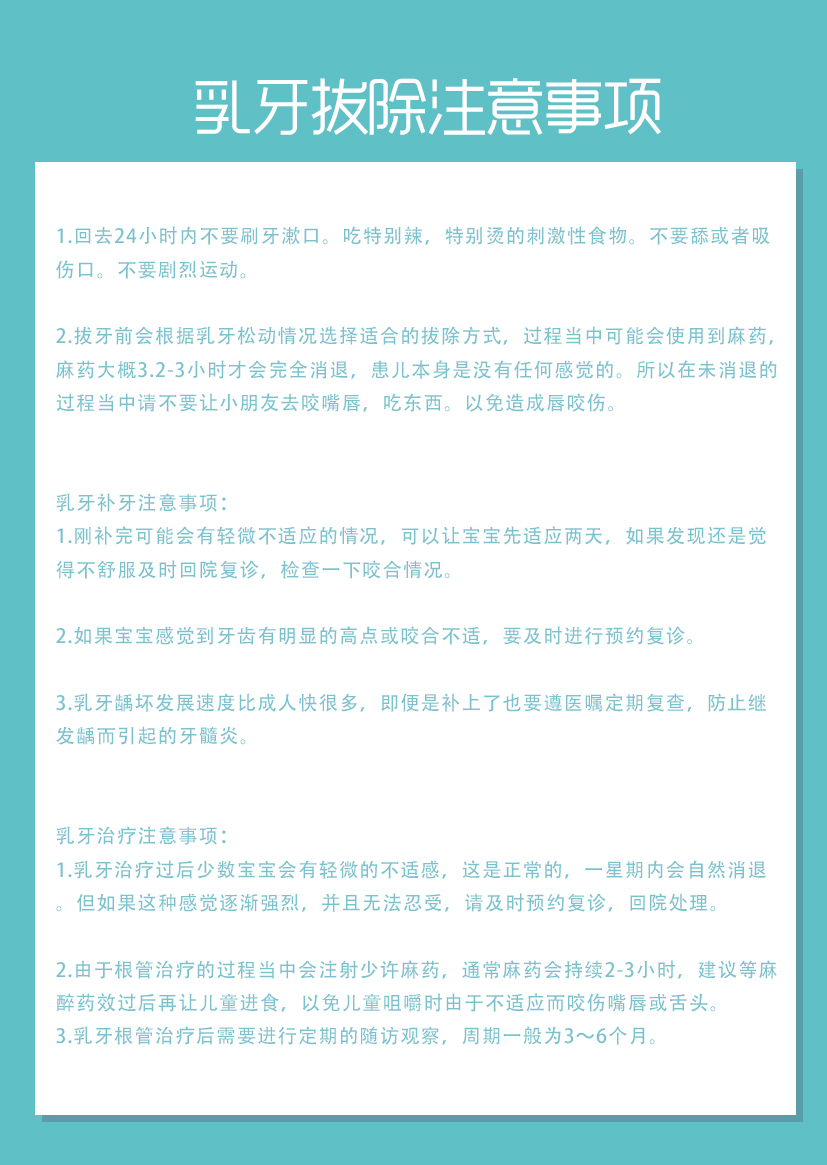 乳牙拔除注意事项
1.回去24小时内不要刷牙漱口。吃特别辣，特别烫的刺激性食物。不要舔或者吸
伤口。不要剧烈运动。
2.拔牙前会根据乳牙松动情况选择适合的拔除方式，过程当中可能会使用到麻药，
麻药大概3.2-3小时才会完全消退，患儿本身是没有任何感觉的。所以在未消退的
过程当中请不要让小朋友去咬嘴唇，吃东西。以免造成唇咬伤。
乳牙补牙注意事项：
1.刚补完可能会有轻微不适应的情况，可以让宝宝先适应两天，如果发现还是觉
得不舒服及时回院复诊，检查一下咬合情况。
2.如果宝宝感觉到牙齿有明显的高点或咬合不适，要及时进行预约复诊。
3.乳牙龋坏发展速度比成人快很多，即便是补上了也要遵医嘱定期复查，防止继
发龋而引起的牙髓炎。
乳牙治疗注意事项：
1.乳牙治疗过后少数宝宝会有轻微的不适感，这是正常的，一星期内会自然消退
。但如果这种感觉逐渐强烈，并且无法忍受，请及时预约复诊，回院处理。
2.由于根管治疗的过程当中会注射少许麻药，通常麻药会持续2-3小时，建议等麻
醉药效过后再让儿童进食，以免儿童咀嚼时由于不适应而咬伤嘴唇或舌头。
3.乳牙根管治疗后需要进行定期的随访观察，周期一般为3～6个月。